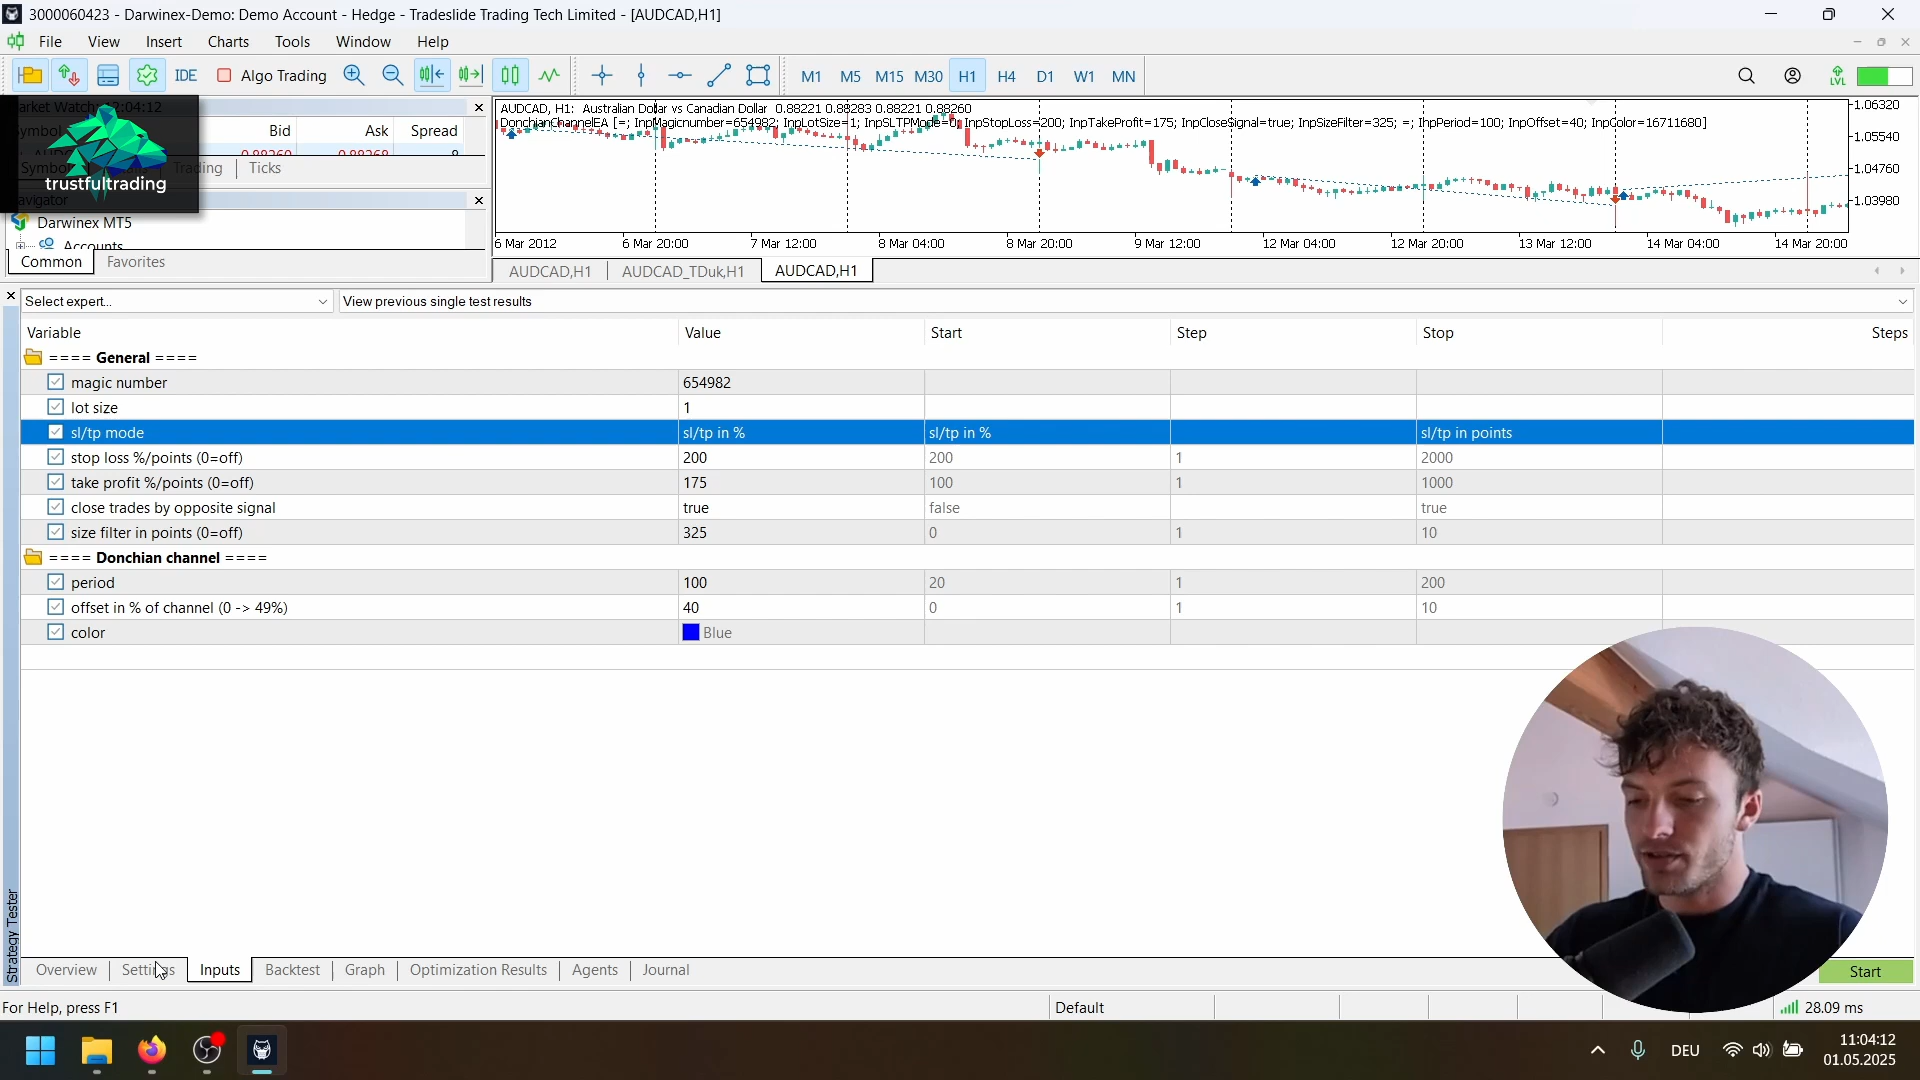 3000060423 - Darwinex-Demo: Demo Account - Hedge - Tradeslide Trading Tech Limited - [AUDCAD,H1]
File View Insert Charts Tools Window Help
IDE Algo Trading M1 M5 M15 M30 H1 H4 D1 W1 MN LVL
arket Watch: 12:04:12
ymbol Bid Ask Spread
Symbols Trading Ticks
trustfultrading
avigator
Darwinex MT5
Accounts
Common Favorites
AUDCAD, H1: Australian Dollar vs Canadian Dollar 0.88221 0.88283 0.88221 0.88260
DonchianChannelEA [=; InpMagicnumber=654982; InpLotSize=1; InpSLTPMode=0; InpStopLoss=200; InpTakeProfit=175; InpCloseSignal=true; InpSizeFilter=325; =; InpPeriod=100; InpOffset=40; InpColor=16711680]
1.06320
1.05540
1.04760
1.03980
6 Mar 2012 6 Mar 20:00 7 Mar 12:00 8 Mar 04:00 8 Mar 20:00 9 Mar 12:00 12 Mar 04:00 12 Mar 20:00 13 Mar 12:00 14 Mar 04:00 14 Mar 20:00
AUDCAD,H1 AUDCAD_TDuk,H1 AUDCAD,H1
Select expert... View previous single test results
Variable Value Start Step Stop Steps
==== General ====
magic number 654982
lot size 1
sl/tp mode sl/tp in % sl/tp in % sl/tp in points
stop loss %/points (0=off) 200 200 1 2000
take profit %/points (0=off) 175 100 1 1000
close trades by opposite signal true false true
size filter in points (0=off) 325 0 1 10
==== Donchian channel ====
period 100 20 1 200
offset in % of channel (0 -> 49%) 40 0 1 10
color Blue
Strategy Tester
Overview Settings Inputs Backtest Graph Optimization Results Agents Journal Start
For Help, press F1 Default 28.09 ms
DEU 11:04:12
01.05.2025